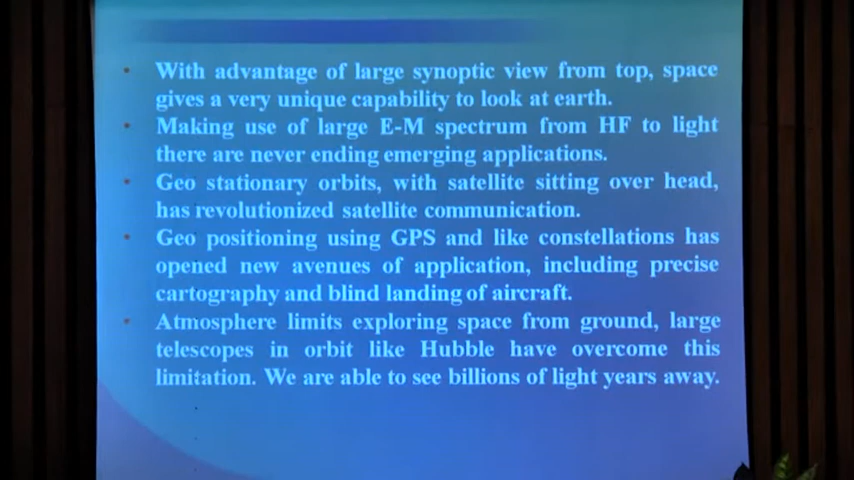 • With advantage of large synoptic view from top, space
gives a very unique capability to look at earth.
• Making use of large E-M spectrum from HF to light
there are never ending emerging applications.
• Geo stationary orbits, with satellite sitting over head,
has revolutionized satellite communication.
• Geo positioning using GPS and like constellations has
opened new avenues of application, including precise
cartography and blind landing of aircraft.
• Atmosphere limits exploring space from ground, large
telescopes in orbit like Hubble have overcome this
limitation. We are able to see billions of light years away.